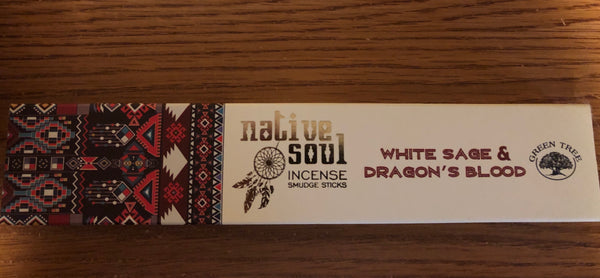 native
SOUL
INCENSE
SMUDGE STICKS
WHITE SAGE &
DRAGON'S BLOOD
GREEN TREE